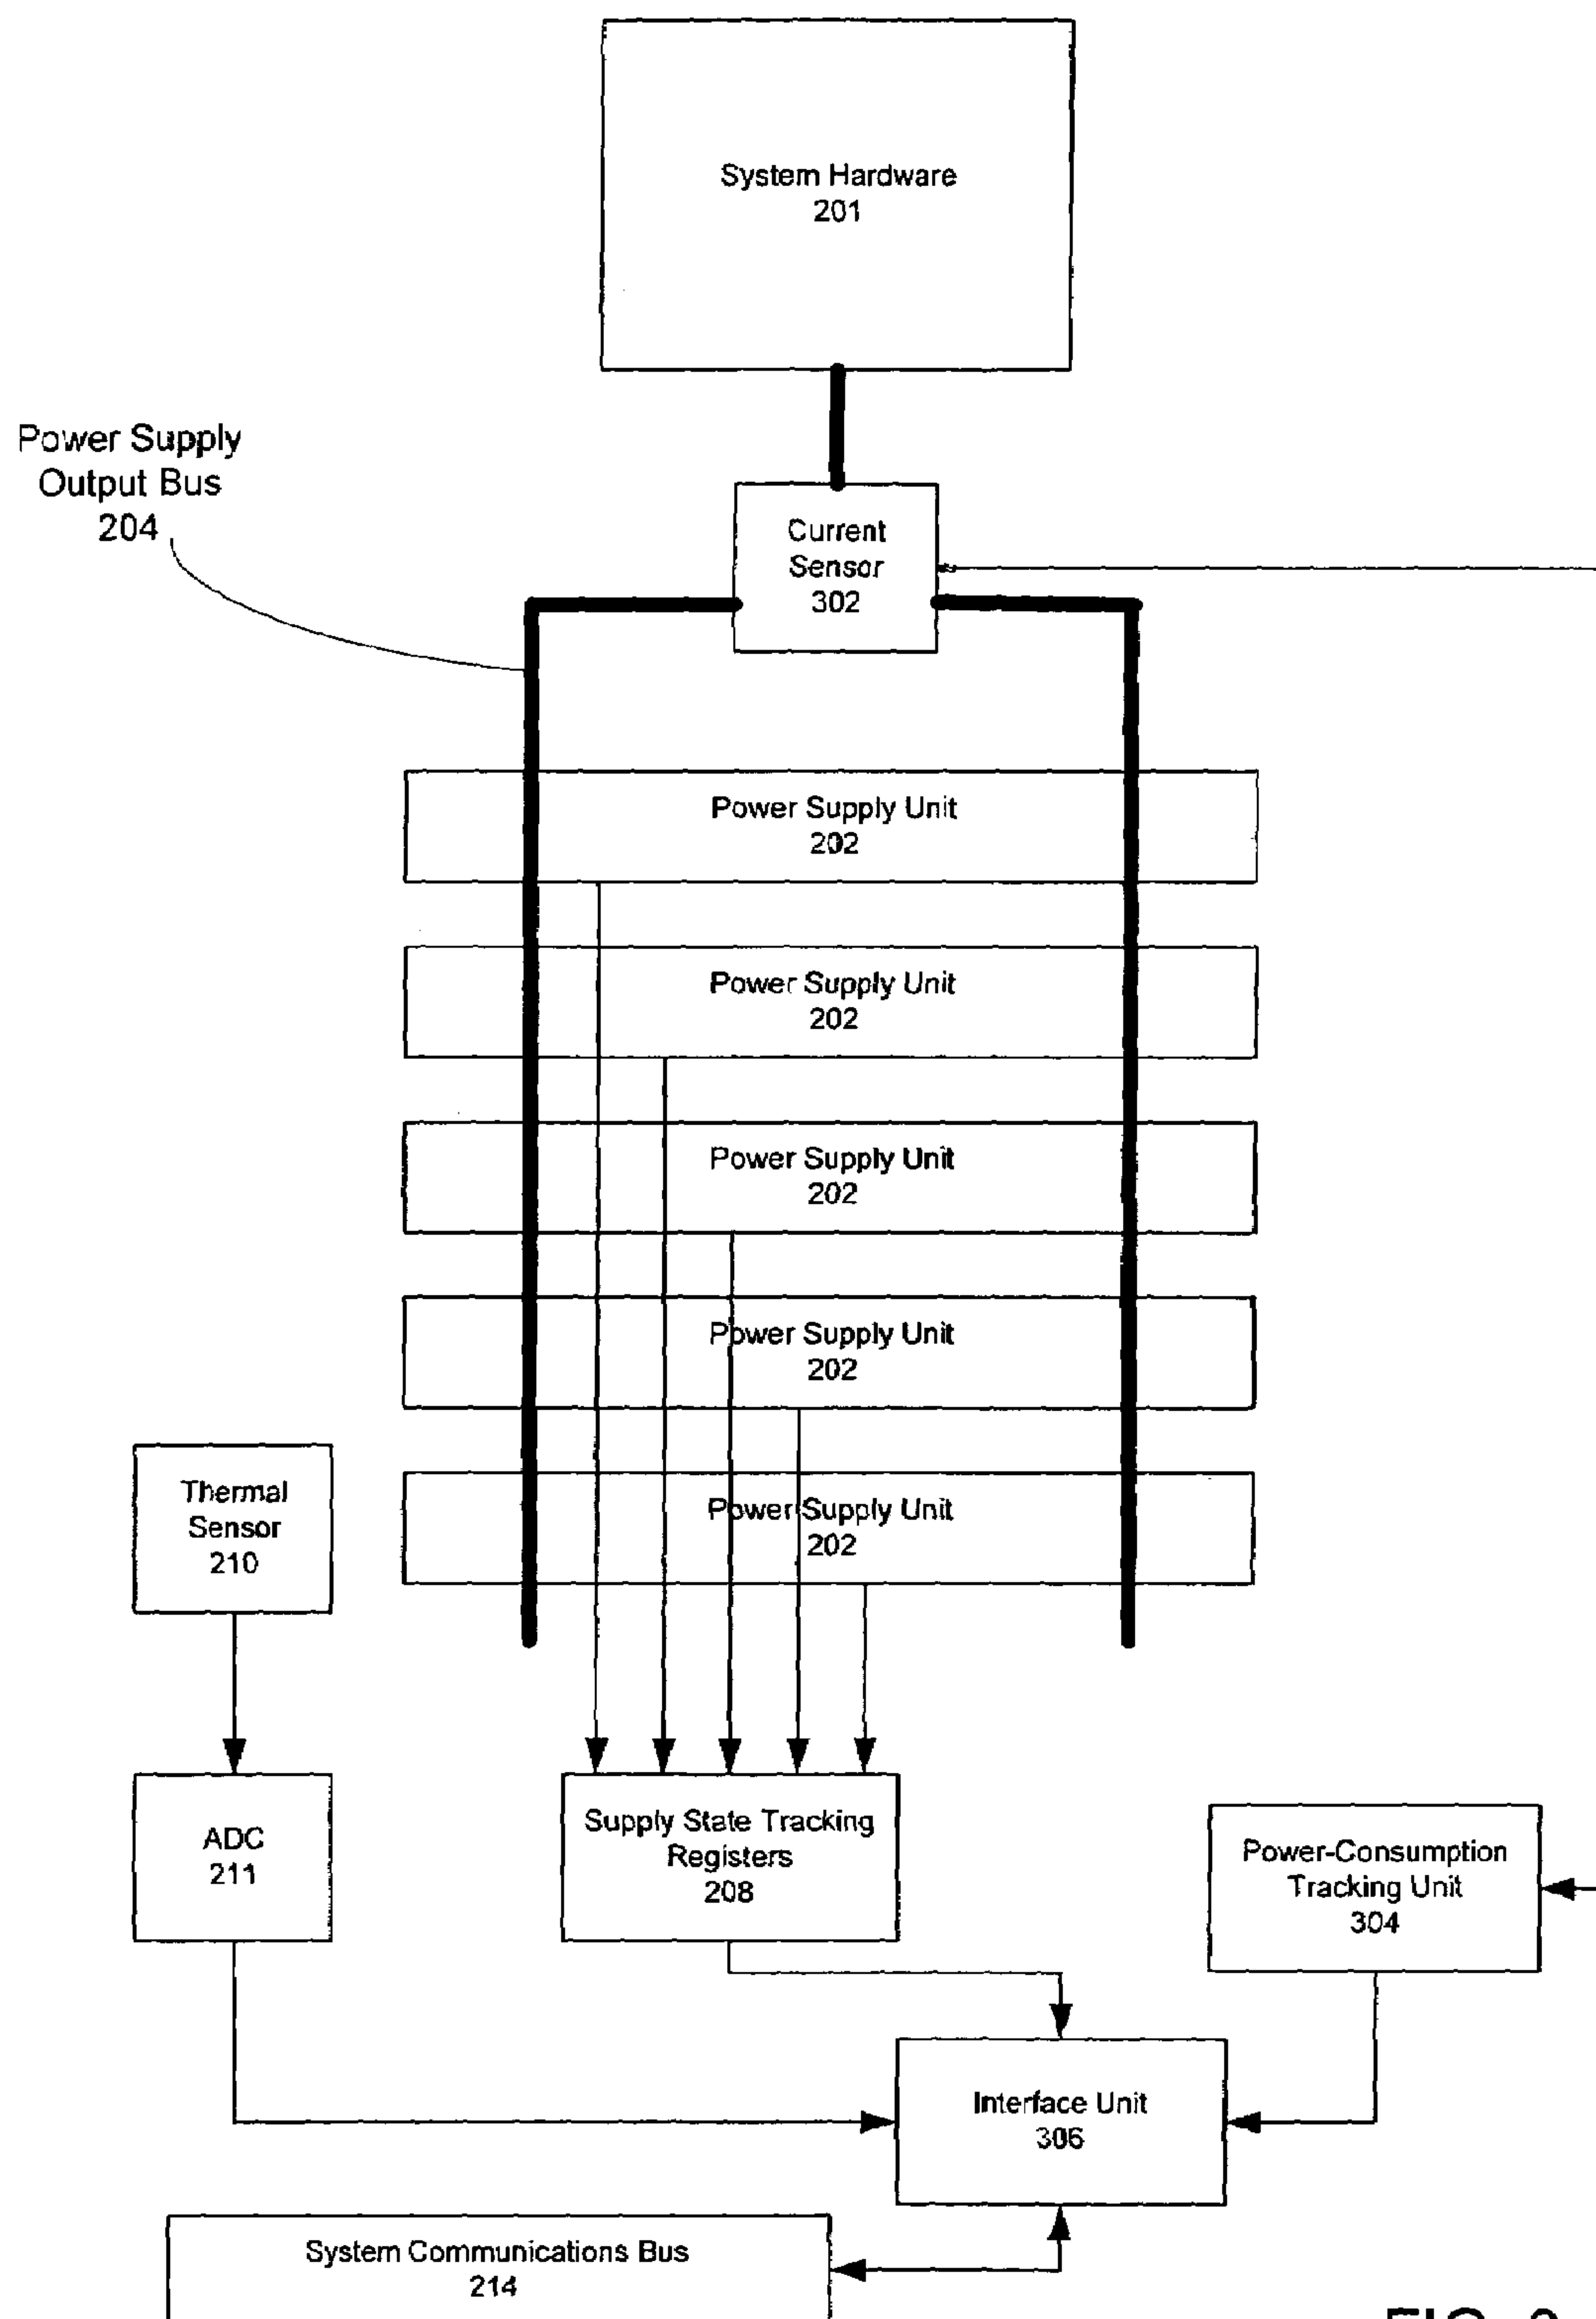 System Hardware
201
Power Supply
Output Bus
204
Current
Sensor
302
Power Supply Unit
202
Power Supply Unit
202
Power Supply Unit
202
Power Supply Unit
202
Power Supply Unit
202
Thermal
Sensor
210
ADC
211
Supply State Tracking
Registers
208
Power-Consumption
Tracking Unit
304
Interface Unit
306
System Communications Bus
214